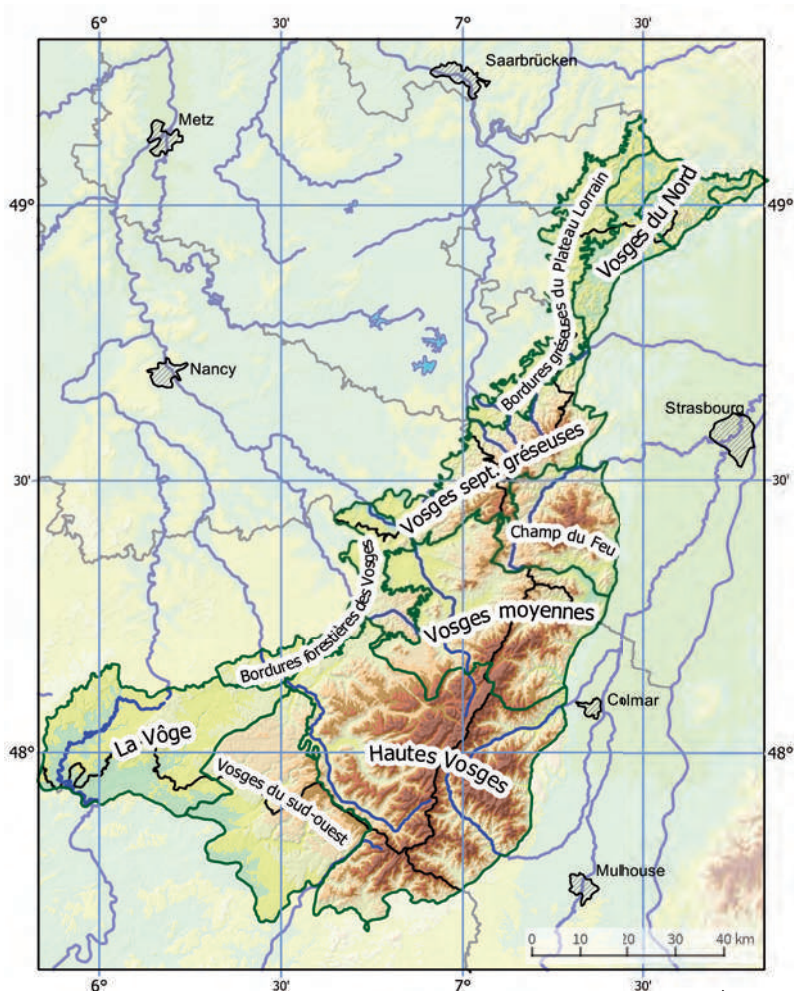 6° 30' 7° 30'
Saarbrücken
Metz
49° 49°
Bordures gréseuses du Plateau Lorrain
Vosges du Nord
Nancy
Strasbourg
30' 30'
Vosges sept. gréseuses
Champ du Feu
Bordures forestières des Vosges
Vosges moyennes
Colmar
La Vôge
48° 48°
Hautes Vosges
Vosges du sud-ouest
Mulhouse
0 10 20 30 40 km
6° 30' 7° 30'